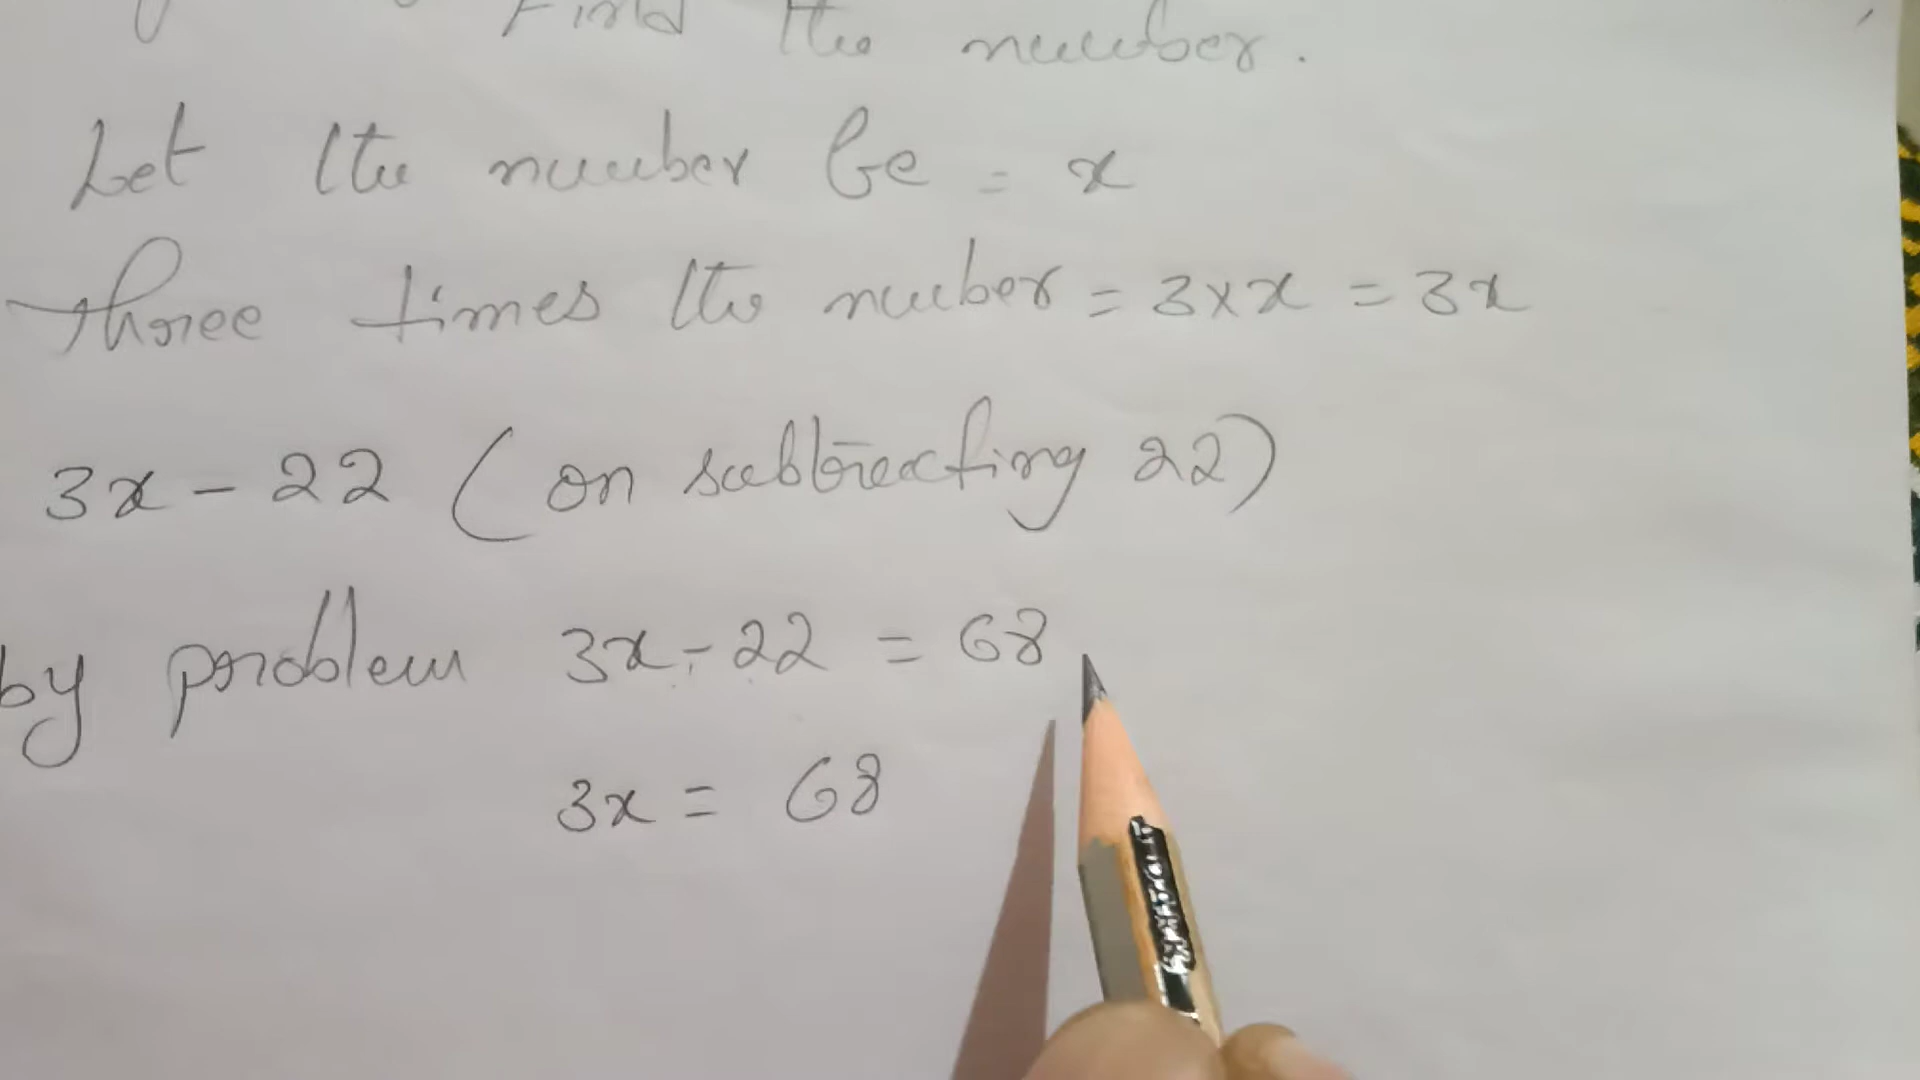 Find the number.
Let the number be = x
three times the number = 3xx = 3x
3x - 22 (on subtracting 22)
by problem 3x - 22 = 68
3x = 68